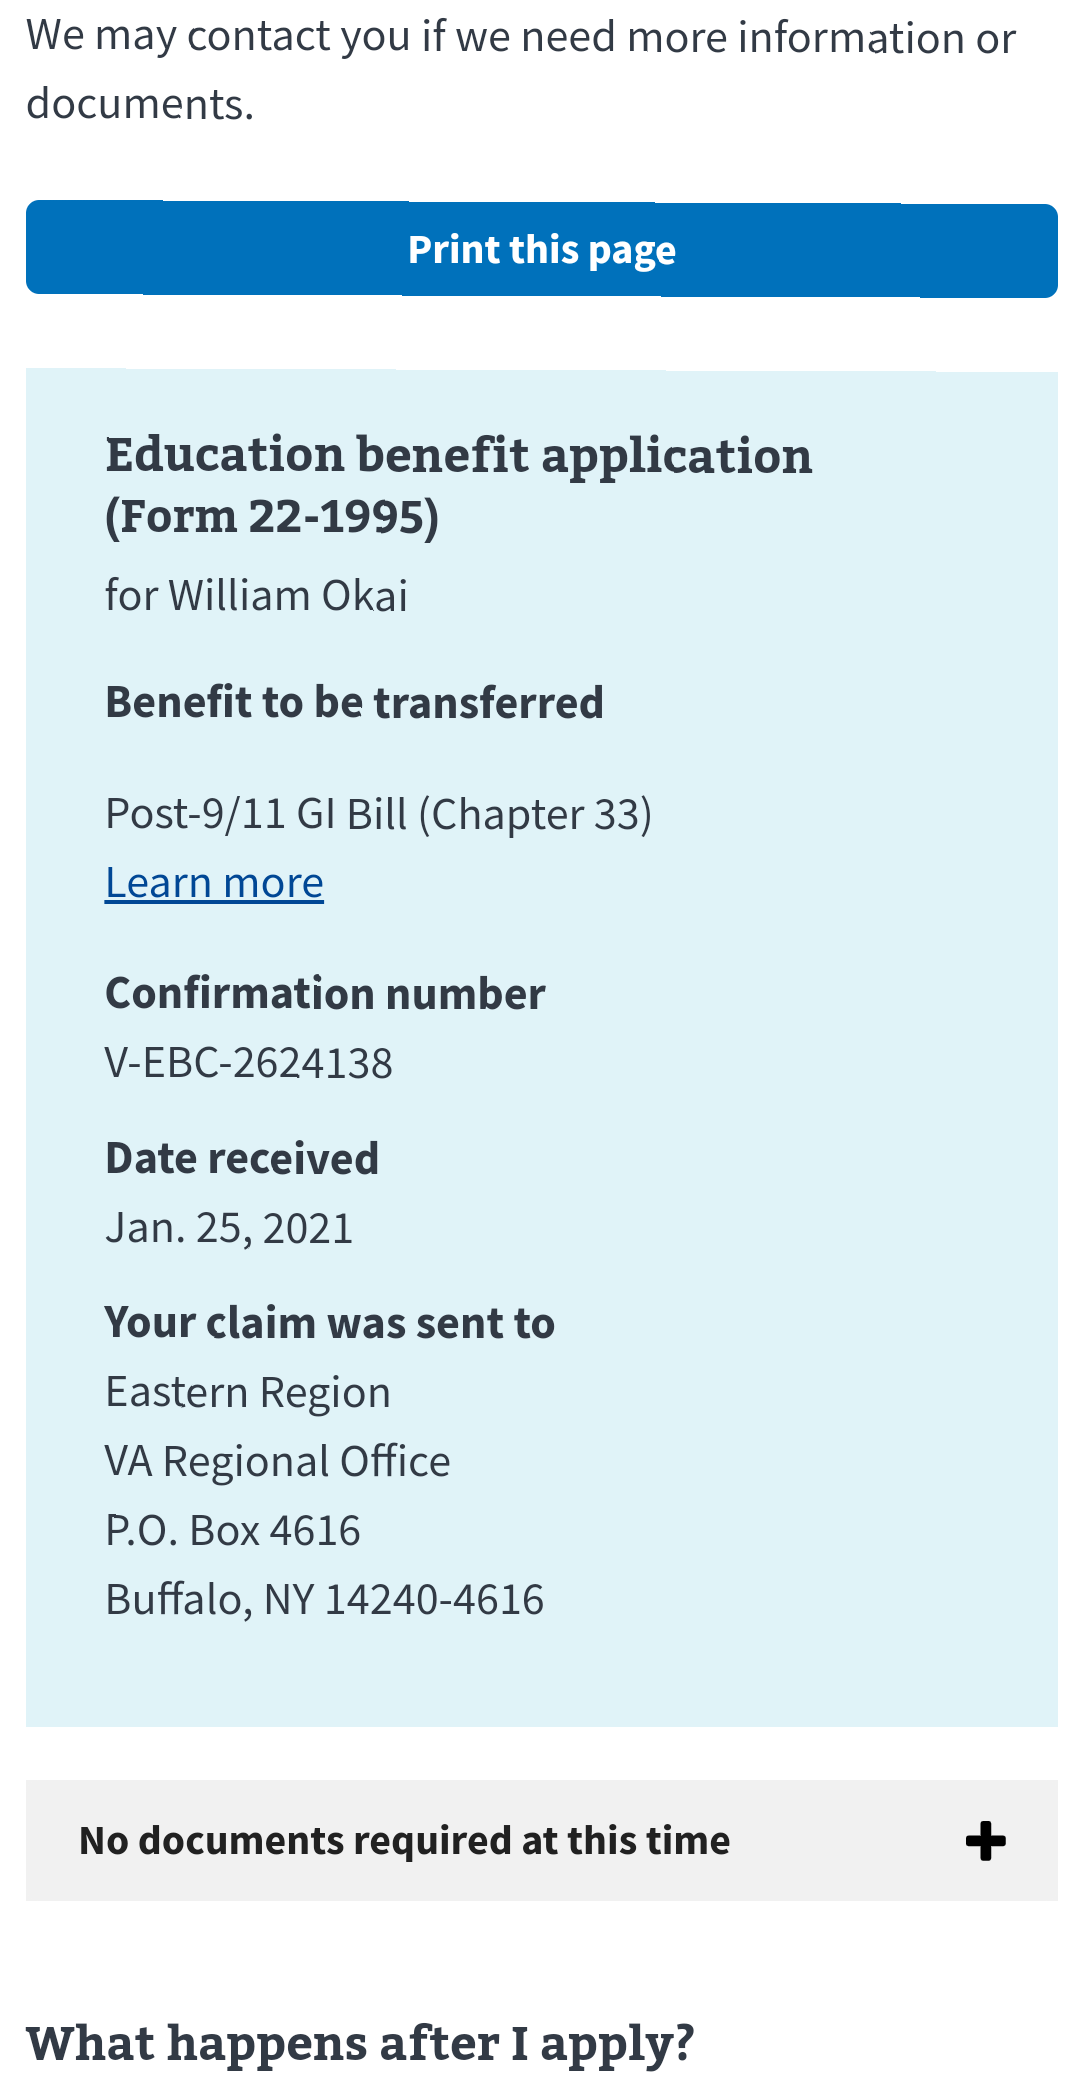 We may contact you if we need more information or
documents.
Print this page
Education benefit application
(Form 22-1995)
for William Okai
Benefit to be transferred
Post-9/11 GI Bill (Chapter 33)
Learn more
Confirmation number
V-EBC-2624138
Date received
Jan. 25, 2021
Your claim was sent to
Eastern Region
VA Regional Office
P.O. Box 4616
Buffalo, NY 14240-4616
No documents required at this time
What happens after I apply?